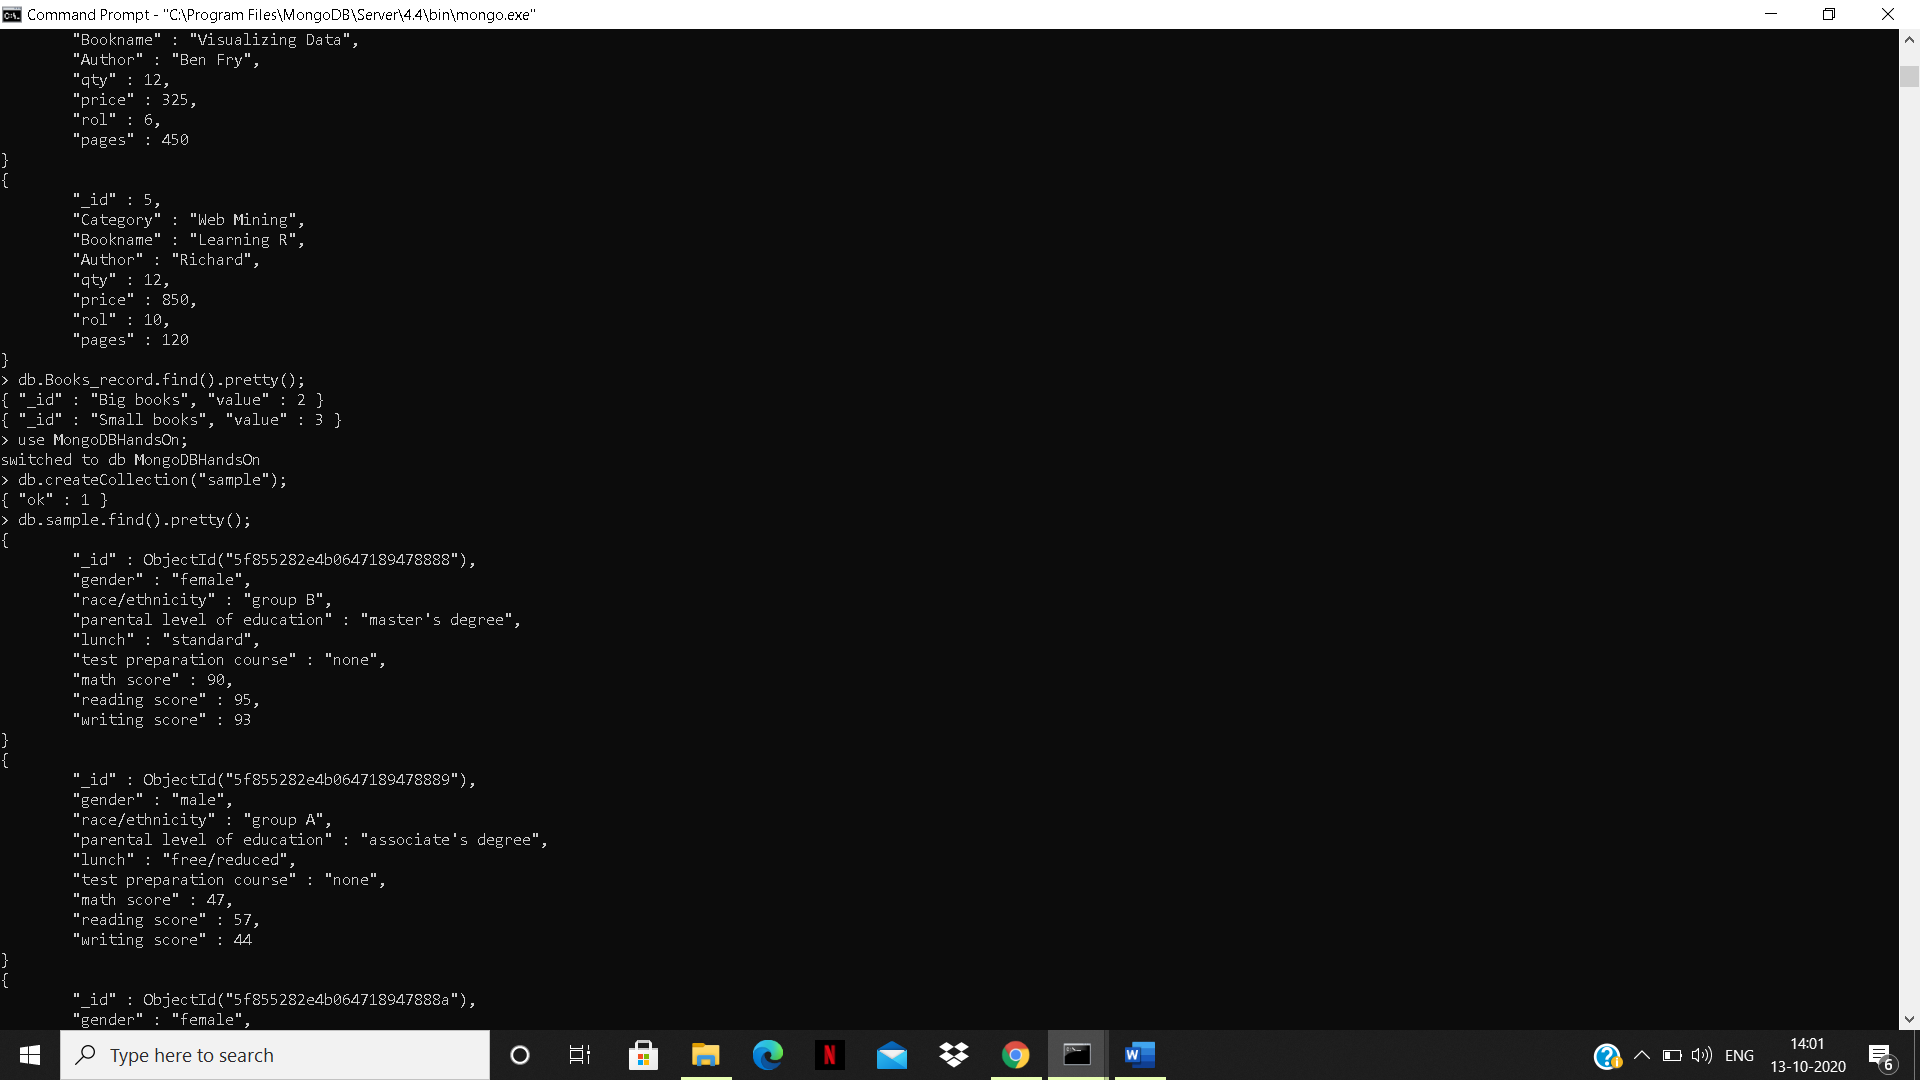 Command Prompt - "C:\Program Files\MongoDB\Server\4.4\bin\mongo.exe"
"Bookname" : "Visualizing Data",
"Author" : "Ben Fry",
"qty" : 12,
"price" : 325,
"rol" : 6,
"pages" : 450
}
{
"_id" : 5,
"Category" : "Web Mining",
"Bookname" : "Learning R",
"Author" : "Richard",
"qty" : 12,
"price" : 850,
"rol" : 10,
"pages" : 120
}
> db.Books_record.find().pretty();
{ "_id" : "Big books", "value" : 2 }
{ "_id" : "Small books", "value" : 3 }
> use MongoDBHandsOn;
switched to db MongoDBHandsOn
> db.createCollection("sample");
{ "ok" : 1 }
> db.sample.find().pretty();
{
"_id" : ObjectId("5f855282e4b0647189478888"),
"gender" : "female",
"race/ethnicity" : "group B",
"parental level of education" : "master's degree",
"lunch" : "standard",
"test preparation course" : "none",
"math score" : 90,
"reading score" : 95,
"writing score" : 93
}
{
"_id" : ObjectId("5f855282e4b0647189478889"),
"gender" : "male",
"race/ethnicity" : "group A",
"parental level of education" : "associate's degree",
"lunch" : "free/reduced",
"test preparation course" : "none",
"math score" : 47,
"reading score" : 57,
"writing score" : 44
}
{
"_id" : ObjectId("5f855282e4b064718947888a"),
"gender" : "female",
Type here to search
N
W
ENG
14:01
13-10-2020
6